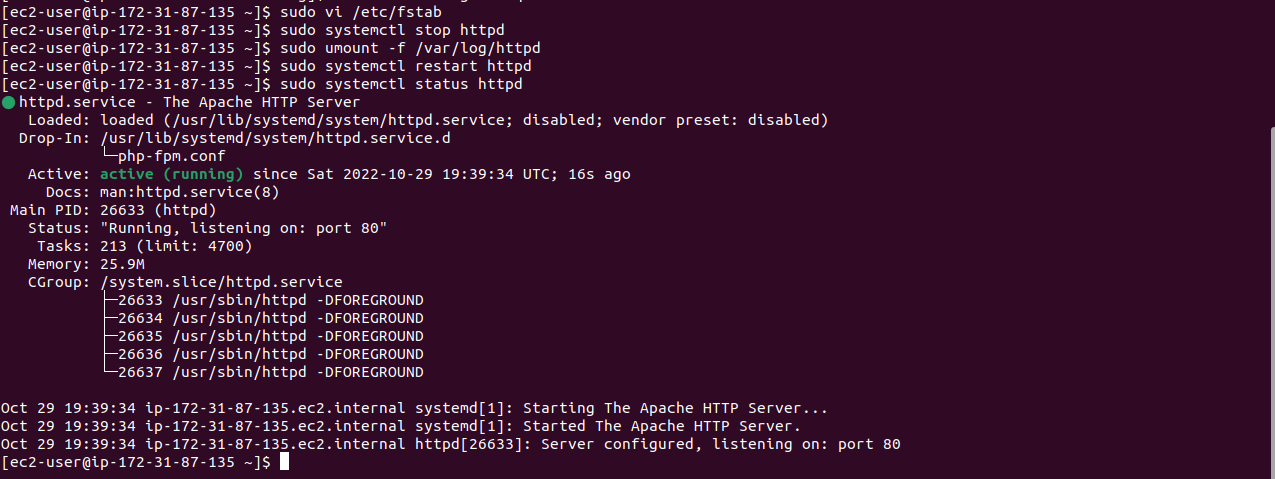 [ec2-user@ip-172-31-87-135 ~]$ sudo vi /etc/fstab
[ec2-user@ip-172-31-87-135 ~]$ sudo systemctl stop httpd
[ec2-user@ip-172-31-87-135 ~]$ sudo umount -f /var/log/httpd
[ec2-user@ip-172-31-87-135 ~]$ sudo systemctl restart httpd
[ec2-user@ip-172-31-87-135 ~]$ sudo systemctl status httpd
● httpd.service - The Apache HTTP Server
   Loaded: loaded (/usr/lib/systemd/system/httpd.service; disabled; vendor preset: disabled)
  Drop-In: /usr/lib/systemd/system/httpd.service.d
           └─php-fpm.conf
   Active: active (running) since Sat 2022-10-29 19:39:34 UTC; 16s ago
     Docs: man:httpd.service(8)
 Main PID: 26633 (httpd)
   Status: "Running, listening on: port 80"
    Tasks: 213 (limit: 4700)
   Memory: 25.9M
   CGroup: /system.slice/httpd.service
           ├─26633 /usr/sbin/httpd -DFOREGROUND
           ├─26634 /usr/sbin/httpd -DFOREGROUND
           ├─26635 /usr/sbin/httpd -DFOREGROUND
           ├─26636 /usr/sbin/httpd -DFOREGROUND
           └─26637 /usr/sbin/httpd -DFOREGROUND

Oct 29 19:39:34 ip-172-31-87-135.ec2.internal systemd[1]: Starting The Apache HTTP Server...
Oct 29 19:39:34 ip-172-31-87-135.ec2.internal systemd[1]: Started The Apache HTTP Server.
Oct 29 19:39:34 ip-172-31-87-135.ec2.internal httpd[26633]: Server configured, listening on: port 80
[ec2-user@ip-172-31-87-135 ~]$